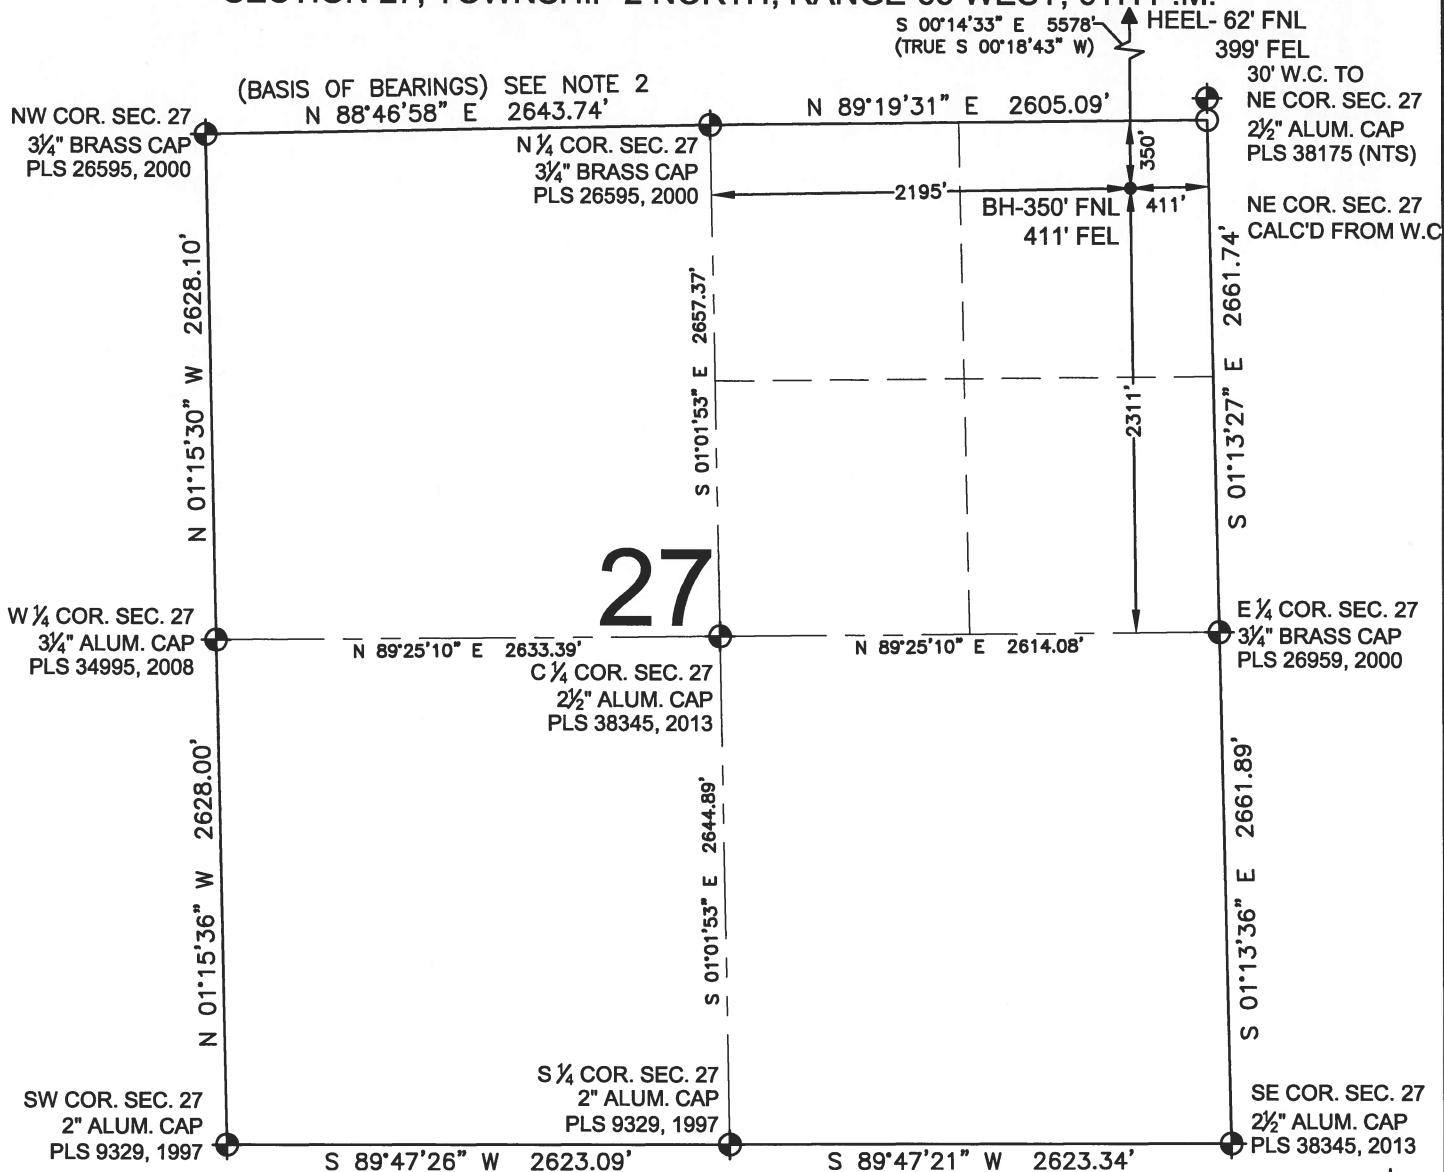 S 00°14'33" E 5578'
(TRUE S 00°18'43" W)
HEEL- 62' FNL
399' FEL
(BASIS OF BEARINGS) SEE NOTE 2
N 88°46'58" E 2643.74'
N 89°19'31" E 2605.09'
30' W.C. TO
NE COR. SEC. 27
2½" ALUM. CAP
PLS 38175 (NTS)
NW COR. SEC. 27
3¼" BRASS CAP
PLS 26595, 2000
N ¼ COR. SEC. 27
3¼" BRASS CAP
PLS 26595, 2000
350'
2195'
411'
BH-350' FNL
411' FEL
NE COR. SEC. 27
CALC'D FROM W.C
N 01°15'30" W 2628.10'
S 01°01'53" E 2657.37'
2311'
S 01°13'27" E 2661.74'
27
W ¼ COR. SEC. 27
3¼" ALUM. CAP
PLS 34995, 2008
N 89°25'10" E 2633.39'
C ¼ COR. SEC. 27
2½" ALUM. CAP
PLS 38345, 2013
N 89°25'10" E 2614.08'
E ¼ COR. SEC. 27
3¼" BRASS CAP
PLS 26959, 2000
N 01°15'36" W 2628.00'
S 01°01'53" E 2644.89'
S 01°13'36" E 2661.89'
SW COR. SEC. 27
2" ALUM. CAP
PLS 9329, 1997
S ¼ COR. SEC. 27
2" ALUM. CAP
PLS 9329, 1997
SE COR. SEC. 27
2½" ALUM. CAP
PLS 38345, 2013
S 89°47'26" W 2623.09'
S 89°47'21" W 2623.34'